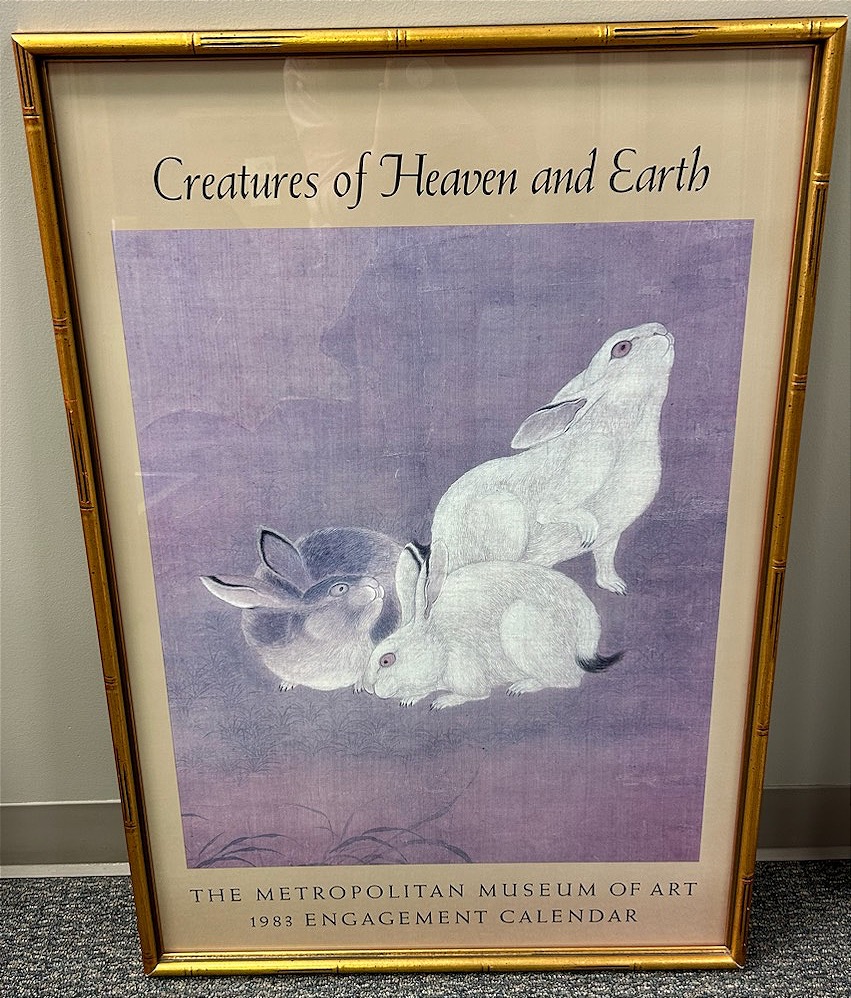 Creatures of Heaven and Earth
THE METROPOLITAN MUSEUM OF ART
1983 ENGAGEMENT CALENDAR